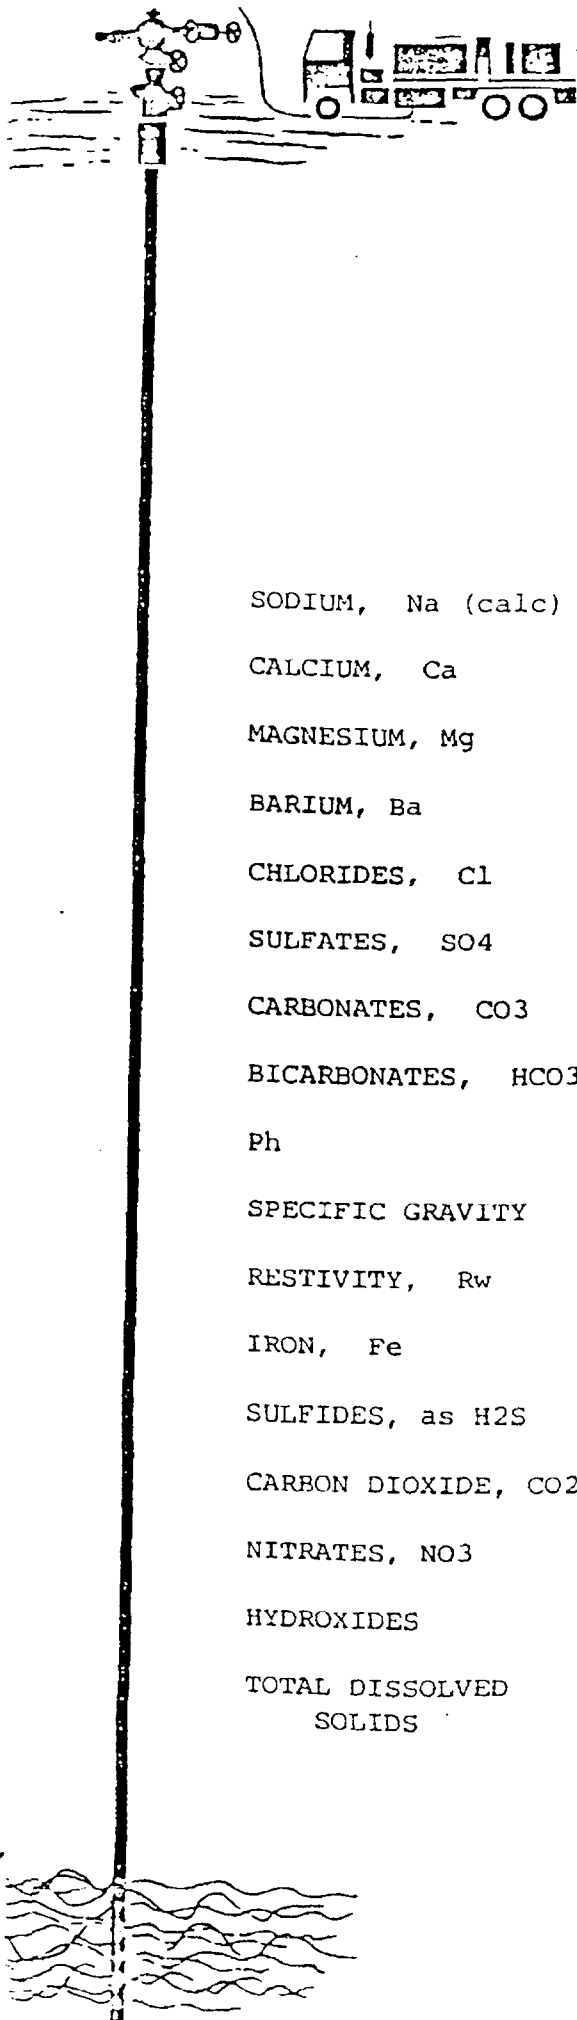 SODIUM, Na (calc)
CALCIUM, Ca
MAGNESIUM, Mg
BARIUM, Ba
CHLORIDES, Cl
SULFATES, SO4
CARBONATES, CO3
BICARBONATES, HCO3
Ph
SPECIFIC GRAVITY
RESTIVITY, Rw
IRON, Fe
SULFIDES, as H2S
CARBON DIOXIDE, CO2
NITRATES, NO3
HYDROXIDES
TOTAL DISSOLVED
SOLIDS